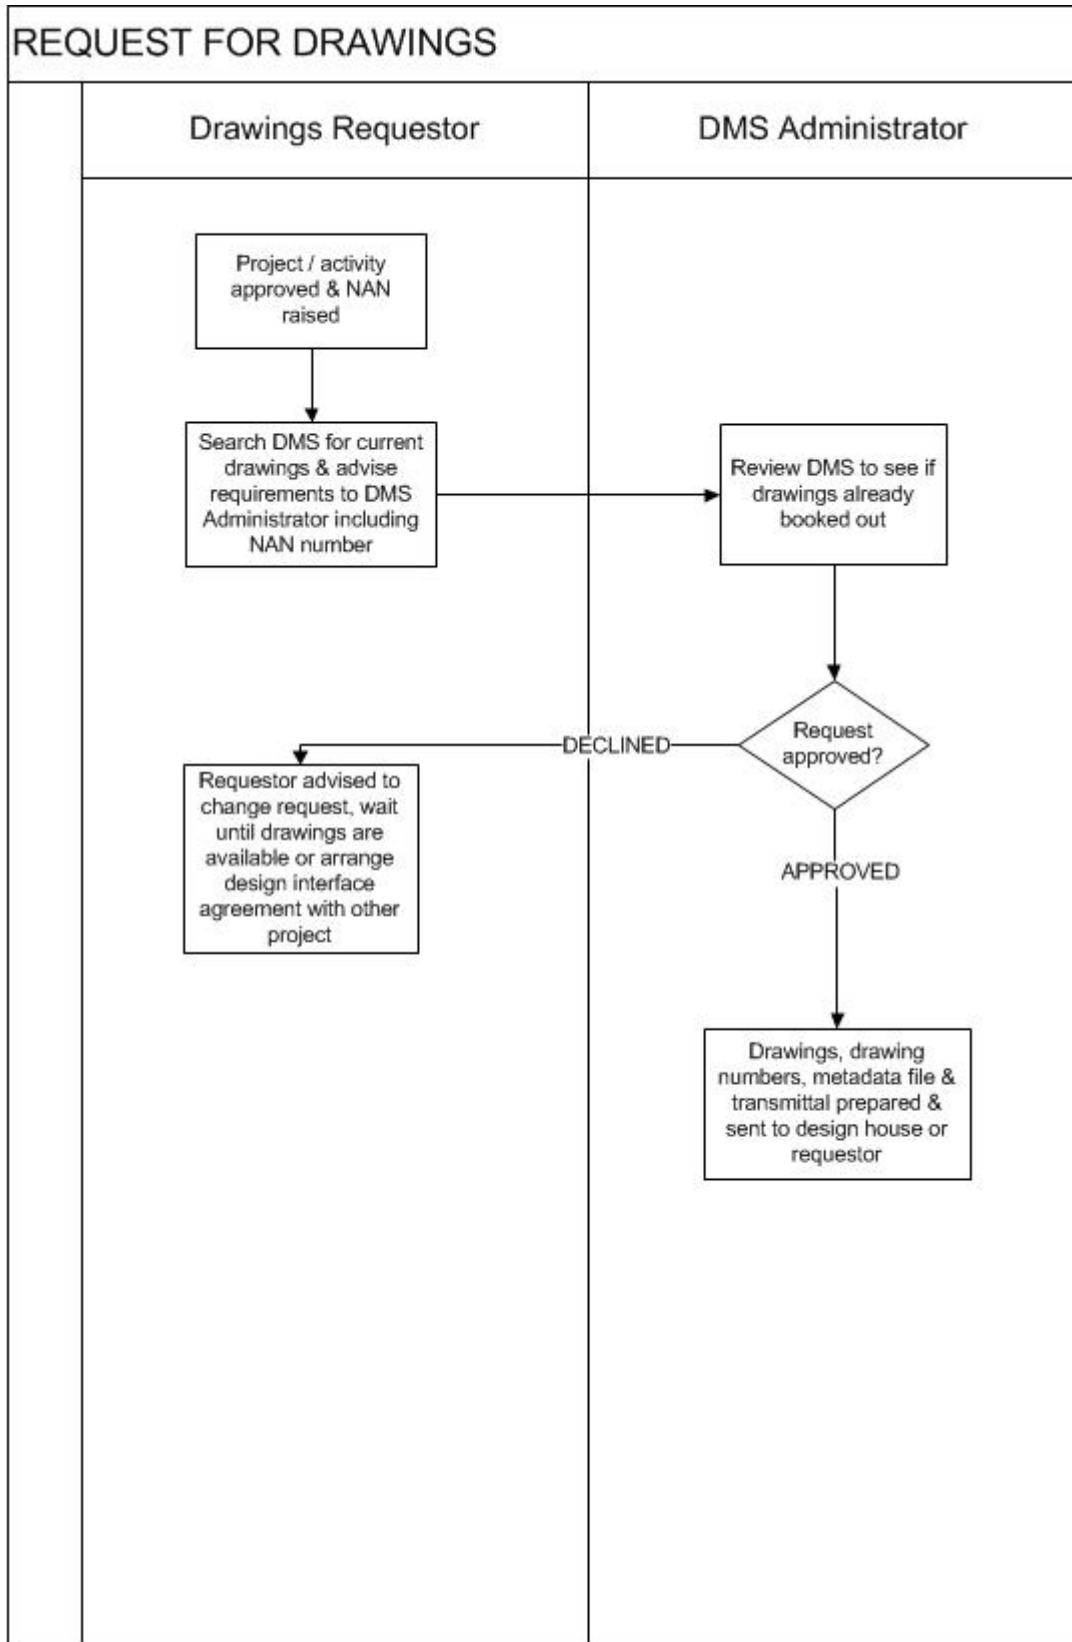 REQUEST FOR DRAWINGS
Drawings Requestor
DMS Administrator
Project / activity
approved & NAN
raised
Search DMS for current
drawings & advise
requirements to DMS
Administrator including
NAN number
Review DMS to see if
drawings already
booked out
Request
approved?
DECLINED
Requestor advised to
change request, wait
until drawings are
available or arrange
design interface
agreement with other
project
APPROVED
Drawings, drawing
numbers, metadata file &
transmittal prepared &
sent to design house or
requestor